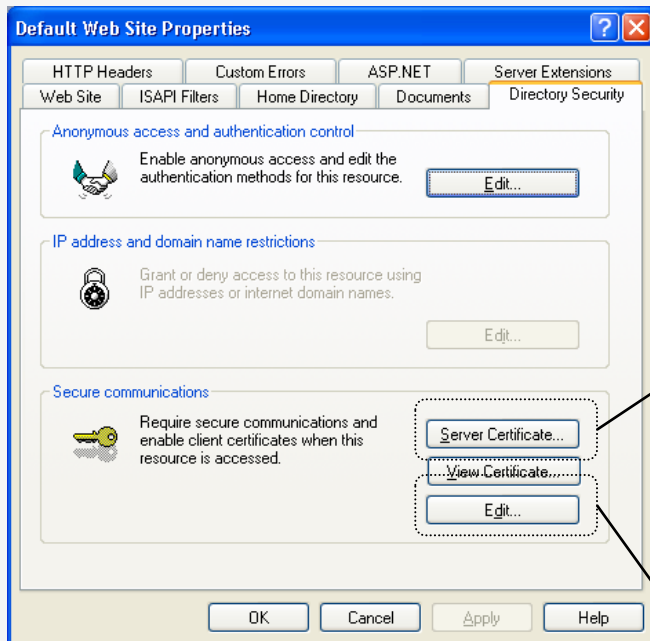 Default Web Site Properties
HTTP Headers Custom Errors ASP.NET Server Extensions
Web Site ISAPI Filters Home Directory Documents Directory Security
Anonymous access and authentication control
Enable anonymous access and edit the
authentication methods for this resource.
Edit...
IP address and domain name restrictions
Grant or deny access to this resource using
IP addresses or internet domain names.
Edit...
Secure communications
Require secure communications and
enable client certificates when this
resource is accessed.
Server Certificate...
View Certificate...
Edit...
OK Cancel Apply Help